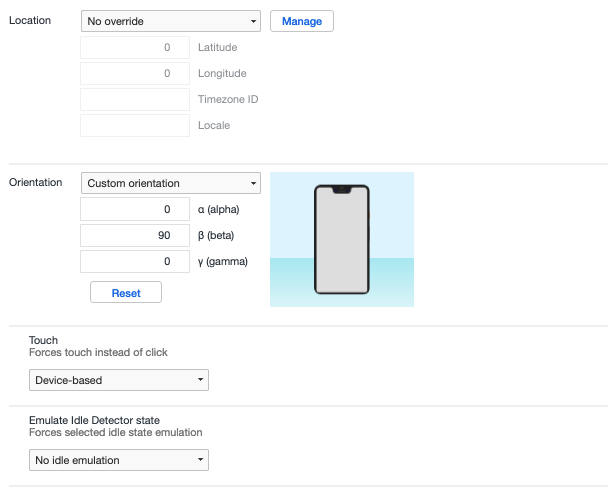 Location No override Manage
0 Latitude
0 Longitude
Timezone ID
Locale
Orientation Custom orientation
0 α (alpha)
90 β (beta)
0 γ (gamma)
Reset
Touch
Forces touch instead of click
Device-based
Emulate Idle Detector state
Forces selected idle state emulation
No idle emulation